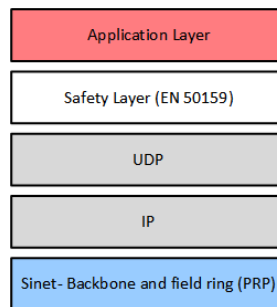 Application Layer
Safety Layer (EN 50159)
UDP
IP
Sinet- Backbone and field ring (PRP)